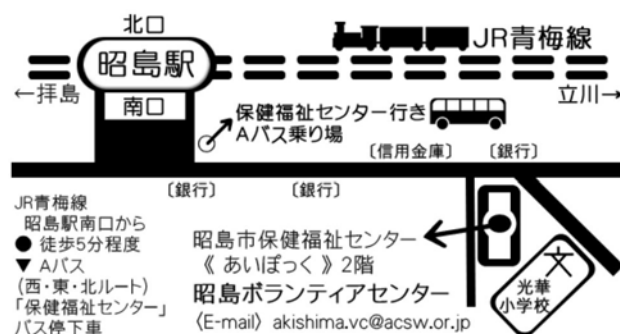 北口
JR青梅線
昭島駅
←拝島
立川→
南口
保健福祉センター行き
Aバス乗り場
〔信用金庫〕
〔銀行〕
〔銀行〕
〔銀行〕
JR青梅線
昭島駅南口から
● 徒歩5分程度
▼ Aバス
(西・東・北ルート)
「保健福祉センター」
バス停下車
昭島市保健福祉センター
《 あいぽっく 》2階
昭島ボランティアセンター
〈E-mail〉 akishima.vc@acsw.or.jp
文
光華
小学校